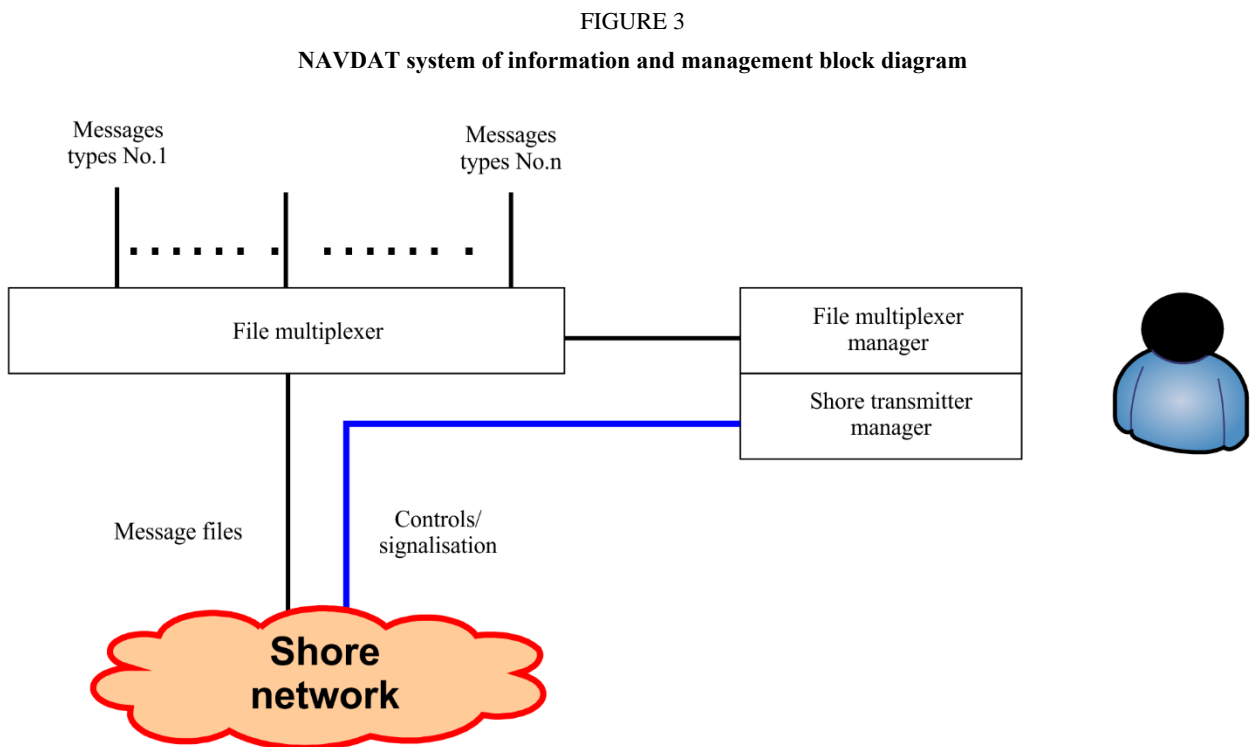 FIGURE 3
NAVDAT system of information and management block diagram
Messages
types No.1
Messages
types No.n
File multiplexer
File multiplexer
manager
Shore transmitter
manager
Message files
Controls/
signalisation
Shore
network